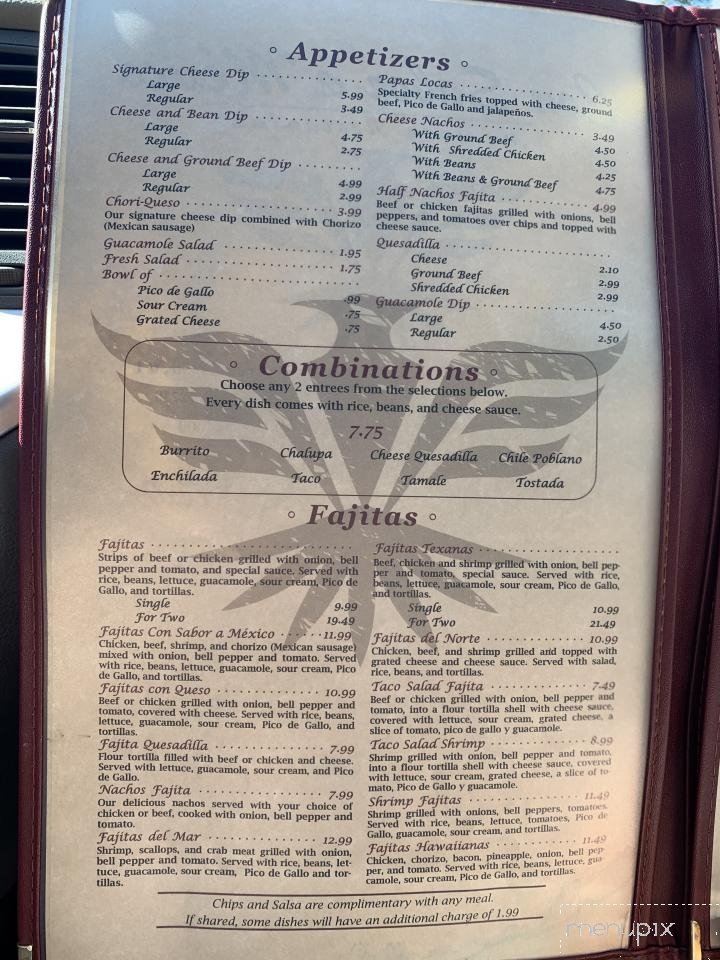 Appetizers
Signature Cheese Dip
Large 5.99
Regular 3.49
Cheese and Bean Dip
Large 4.75
Regular 2.75
Cheese and Ground Beef Dip
Large 4.99
Regular 2.99
Chori-Queso 3.99
Our signature cheese dip combined with Chorizo
(Mexican sausage)
Guacamole Salad 1.95
Fresh Salad 1.75
Bowl of
Pico de Gallo .99
Sour Cream .75
Grated Cheese .75
Papas Locas 6.25
Specialty French fries topped with cheese, ground
beef, Pico de Gallo and jalapeños.
Cheese Nachos 3.49
With Ground Beef 4.50
With Shredded Chicken 4.50
With Beans 4.25
With Beans & Ground Beef 4.75
Half Nachos Fajita 4.99
Beef or chicken fajitas grilled with onions, bell
peppers, and tomatoes over chips and topped with
cheese sauce.
Quesadilla
Cheese 2.10
Ground Beef 2.99
Shredded Chicken 2.99
Guacamole Dip
Large 4.50
Regular 2.50
Combinations
Choose any 2 entrees from the selections below.
Every dish comes with rice, beans, and cheese sauce.
7.75
Burrito Chalupa Cheese Quesadilla Chile Poblano
Enchilada Taco Tamale Tostada
Fajitas
Fajitas
Strips of beef or chicken grilled with onion, bell
pepper and tomato, and special sauce. Served with
rice, beans, lettuce, guacamole, sour cream, Pico de
Gallo, and tortillas.
Single 9.99
For Two 19.49
Fajitas Con Sabor a México 11.99
Chicken, beef, shrimp, and chorizo (Mexican sausage)
mixed with onion, bell pepper and tomato. Served
with rice, beans, lettuce, guacamole, sour cream, Pico
de Gallo, and tortillas.
Fajitas con Queso 10.99
Beef or chicken grilled with onion, bell pepper and
tomato, covered with cheese. Served with rice, beans,
lettuce, guacamole, sour cream, Pico de Gallo, and
tortillas.
Fajita Quesadilla 7.99
Flour tortilla filled with beef or chicken and cheese.
Served with lettuce, guacamole, sour cream, and Pico
de Gallo.
Nachos Fajita 7.99
Our delicious nachos served with your choice of
chicken or beef, cooked with onion, bell pepper and
tomato.
Fajitas del Mar 12.99
Shrimp, scallops, and crab meat grilled with onion,
bell pepper and tomato. Served with rice, beans, let-
tuce, guacamole, sour cream, Pico de Gallo and tor-
tillas.
Fajitas Texanas
Beef, chicken and shrimp grilled with onion, bell pep-
per and tomato, special sauce. Served with rice,
beans, lettuce, guacamole, sour cream, Pico de Gallo,
and tortillas.
Single 10.99
For Two 21.49
Fajitas del Norte 10.99
Chicken, beef, and shrimp grilled and topped with
grated cheese and cheese sauce. Served with salad,
rice, beans, and tortillas.
Taco Salad Fajita 7.49
Beef or chicken grilled with onion, bell pepper and
tomato, into a flour tortilla shell with cheese sauce,
covered with lettuce, sour cream, grated cheese, a
slice of tomato, pico de gallo y guacamole.
Taco Salad Shrimp 8.99
Shrimp grilled with onion, bell pepper and tomato,
into a flour tortilla shell with cheese sauce, covered
with lettuce, sour cream, grated cheese, a slice of to-
mato, Pico de Gallo y guacamole.
Shrimp Fajitas 11.49
Shrimp grilled with onions, bell peppers, tomatoes.
Served with rice, beans, lettuce, tomatoes, Pico de
Gallo, guacamole, sour cream, and tortillas.
Fajitas Hawaiianas 11.49
Chicken, chorizo, bacon, pineapple, onion, bell pep-
per, and tomato. Served with rice, beans, lettuce, gua-
camole, sour cream, Pico de Gallo, and tortillas.
Chips and Salsa are complimentary with any meal.
If shared, some dishes will have an additional charge of 1.99
menupix